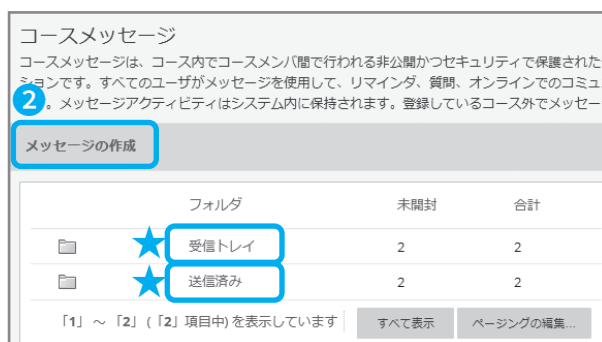 コースメッセージ
コースメッセージは、コース内でコースメンバ間で行われる非公開かつセキュリティで保護された
ションです。すべてのユーザがメッセージを使用して、リマインダ、質問、オンラインでのコミュ
2
。メッセージアクティビティはシステム内に保持されます。登録しているコース外でメッセー
メッセージの作成
フォルダ 未開封 合計
受信トレイ 2 2
送信済み 2 2
「1」 ～ 「2」 (「2」 項目中) を表示しています すべて表示 ページングの編集...